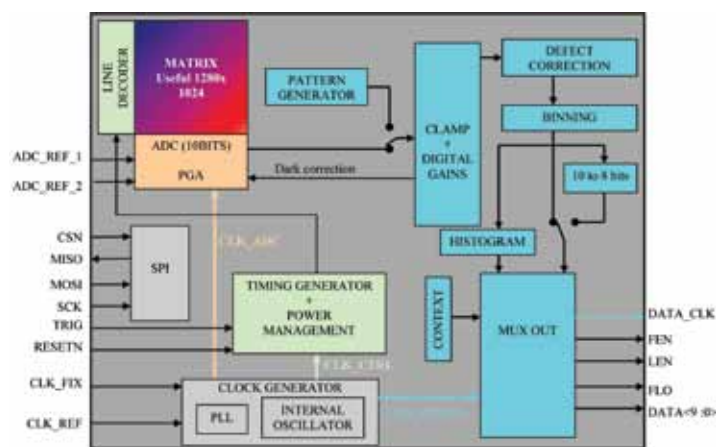 LINE
DECODER
MATRIX
Useful 1280x
1024
ADC (10BITS)
PGA
PATTERN
GENERATOR
CLAMP
+
DIGITAL
GAINS
DEFECT
CORRECTION
BINNING
10 to 8 bits
HISTOGRAM
Dark correction
ADC_REF_1
ADC_REF_2
CSN
MISO
MOSI
SCK
SPI
TRIG
RESETN
CLK_FIX
CLK_REF
CLK_ADC
TIMING GENERATOR
+
POWER
MANAGEMENT
CLOCK GENERATOR
PLL
INTERNAL
OSCILLATOR
CONTEXT
MUX OUT
DATA_CLK
FEN
LEN
FLO
DATA<9 :0>